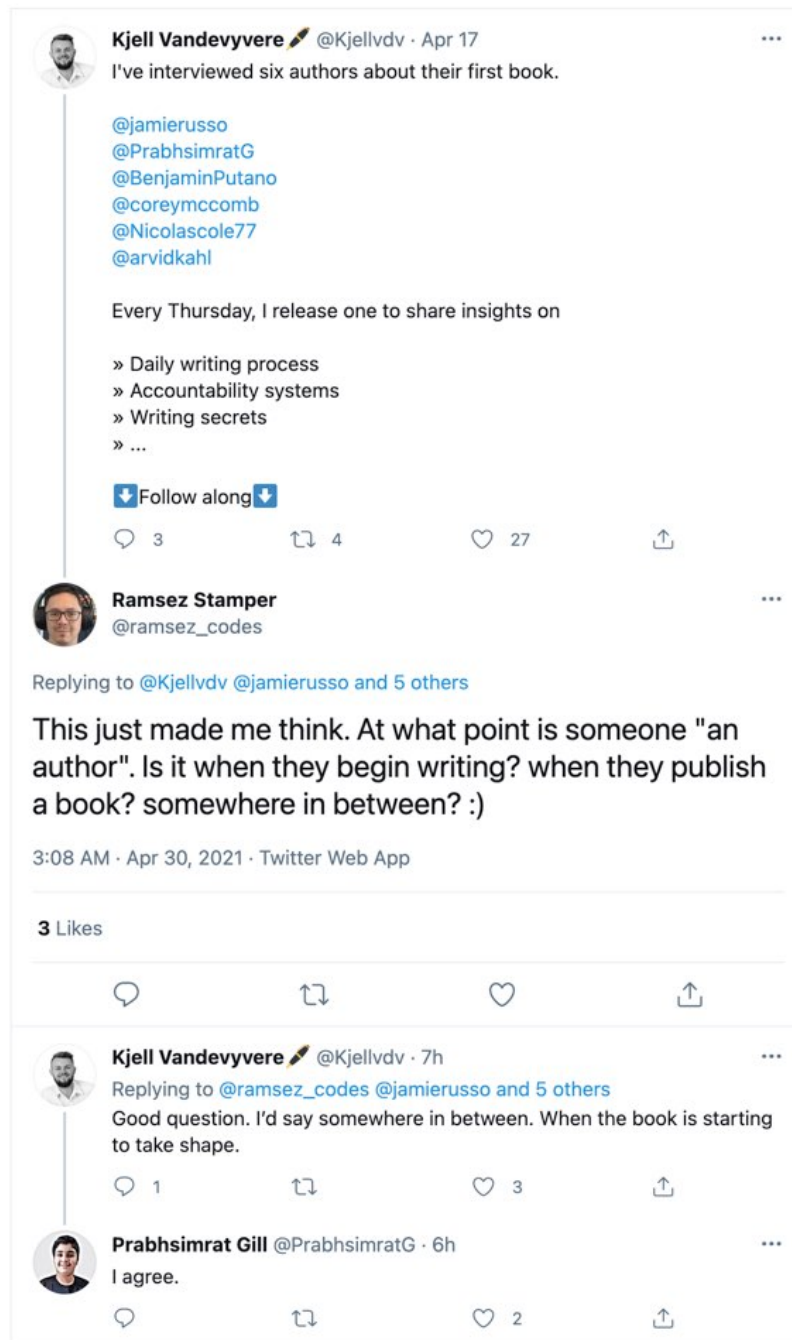 Kjell Vandevyvere @Kjellvdv · Apr 17
I've interviewed six authors about their first book.
@jamierusso
@PrabhsimratG
@BenjaminPutano
@coreymccomb
@Nicolascole77
@arvidkahl
Every Thursday, I release one to share insights on
» Daily writing process
» Accountability systems
» Writing secrets
» ...
Follow along
3 4 27
Ramsez Stamper
@ramsez_codes
Replying to @Kjellvdv @jamierusso and 5 others
This just made me think. At what point is someone "an
author". Is it when they begin writing? when they publish
a book? somewhere in between? :)
3:08 AM · Apr 30, 2021 · Twitter Web App
3 Likes
Kjell Vandevyvere @Kjellvdv · 7h
Replying to @ramsez_codes @jamierusso and 5 others
Good question. I’d say somewhere in between. When the book is starting
to take shape.
1 3
Prabhsimrat Gill @PrabhsimratG · 6h
I agree.
2